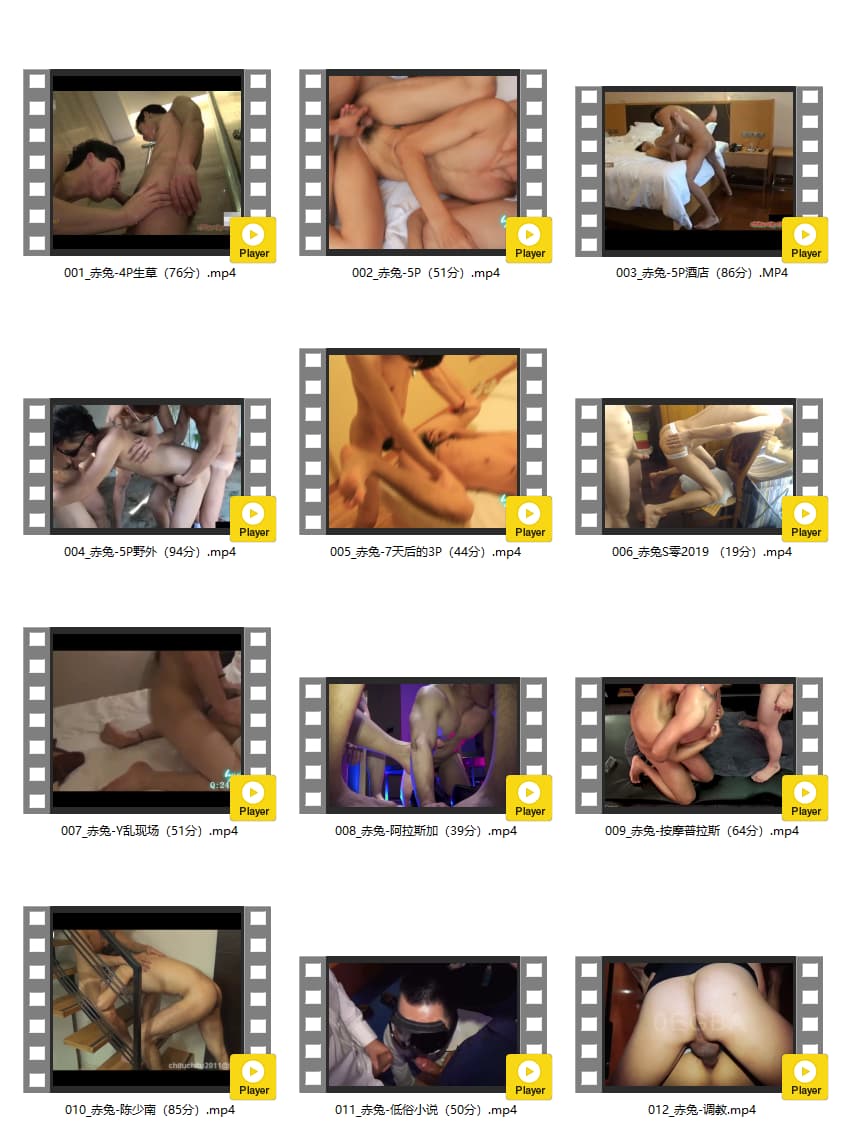 Player
Player
Player
001_赤兔-4P生草（76分）.mp4
002_赤兔-5P（51分）.mp4
003_赤兔-5P酒店（86分）.MP4
Player
Player
Player
004_赤兔-5P野外（94分）.mp4
005_赤兔-7天后的3P（44分）.mp4
006_赤兔S零2019 （19分）.mp4
Q:24
Player
Player
Player
007_赤兔-Y乱现场（51分）.mp4
008_赤兔-阿拉斯加（39分）.mp4
009_赤兔-按摩普拉斯（64分）.mp4
Player
Player
Player
010_赤兔-陈少南（85分）.mp4
011_赤兔-低俗小说（50分）.mp4
012_赤兔-调教.mp4